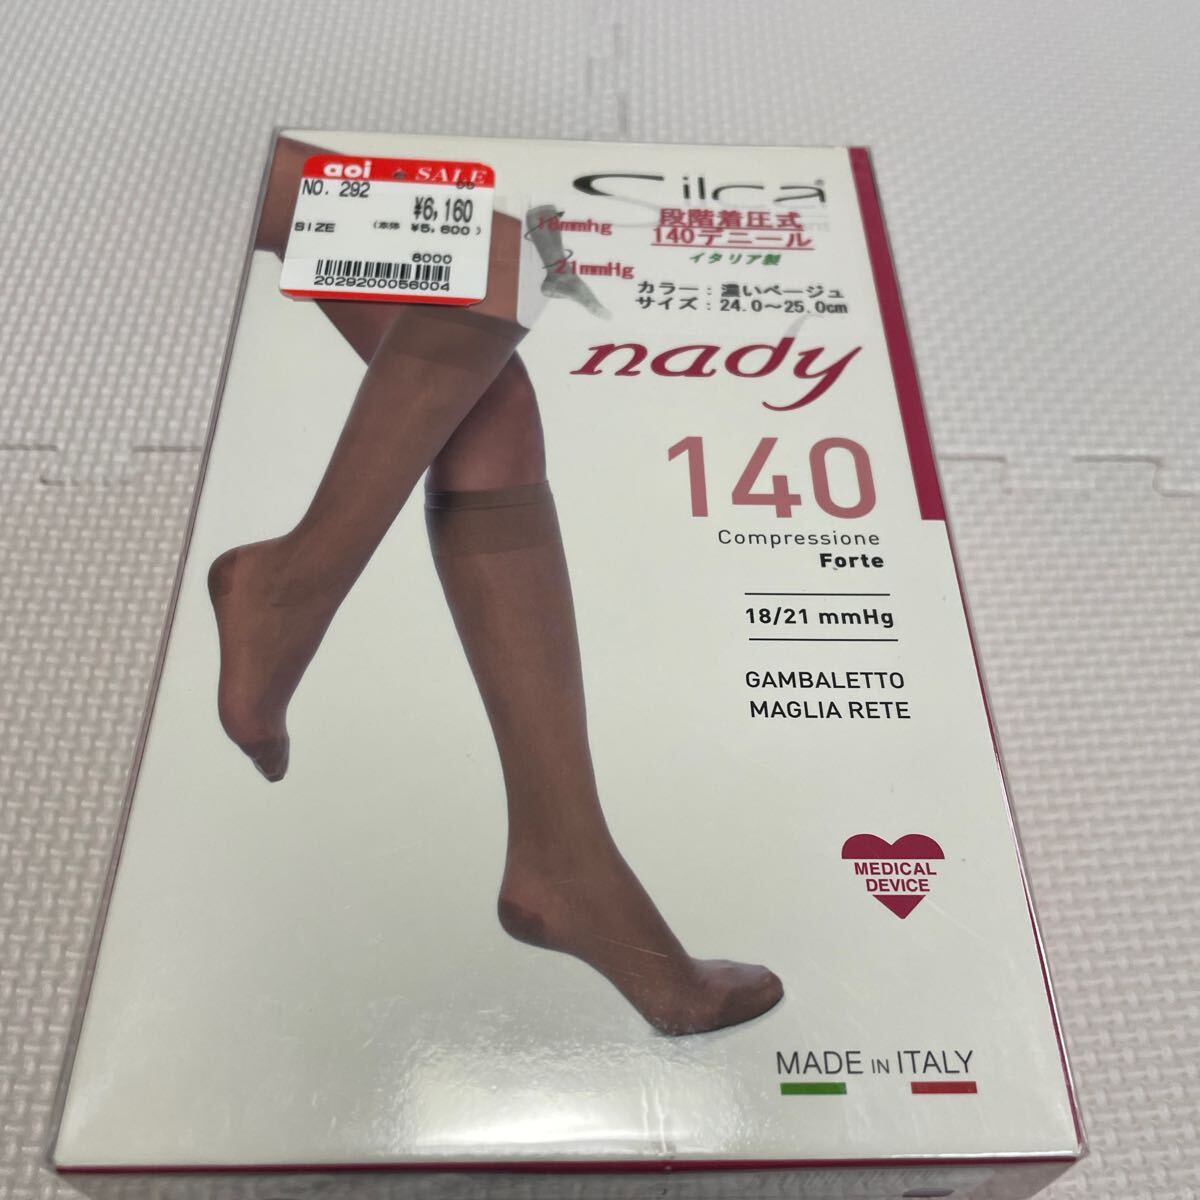 aoi SALE
NO. 292
¥6,160
SIZE (本体 ¥5,600)
8000
2029200056004
Silca®
段階着圧式
18mmhg
140デニール
イタリア製
21mmHg
カラー：濃いベージュ
サイズ：24.0～25.0cm
nady
140
Compressione
Forte
18/21 mmHg
GAMBALETTO
MAGLIA RETE
MEDICAL
DEVICE
MADE IN ITALY